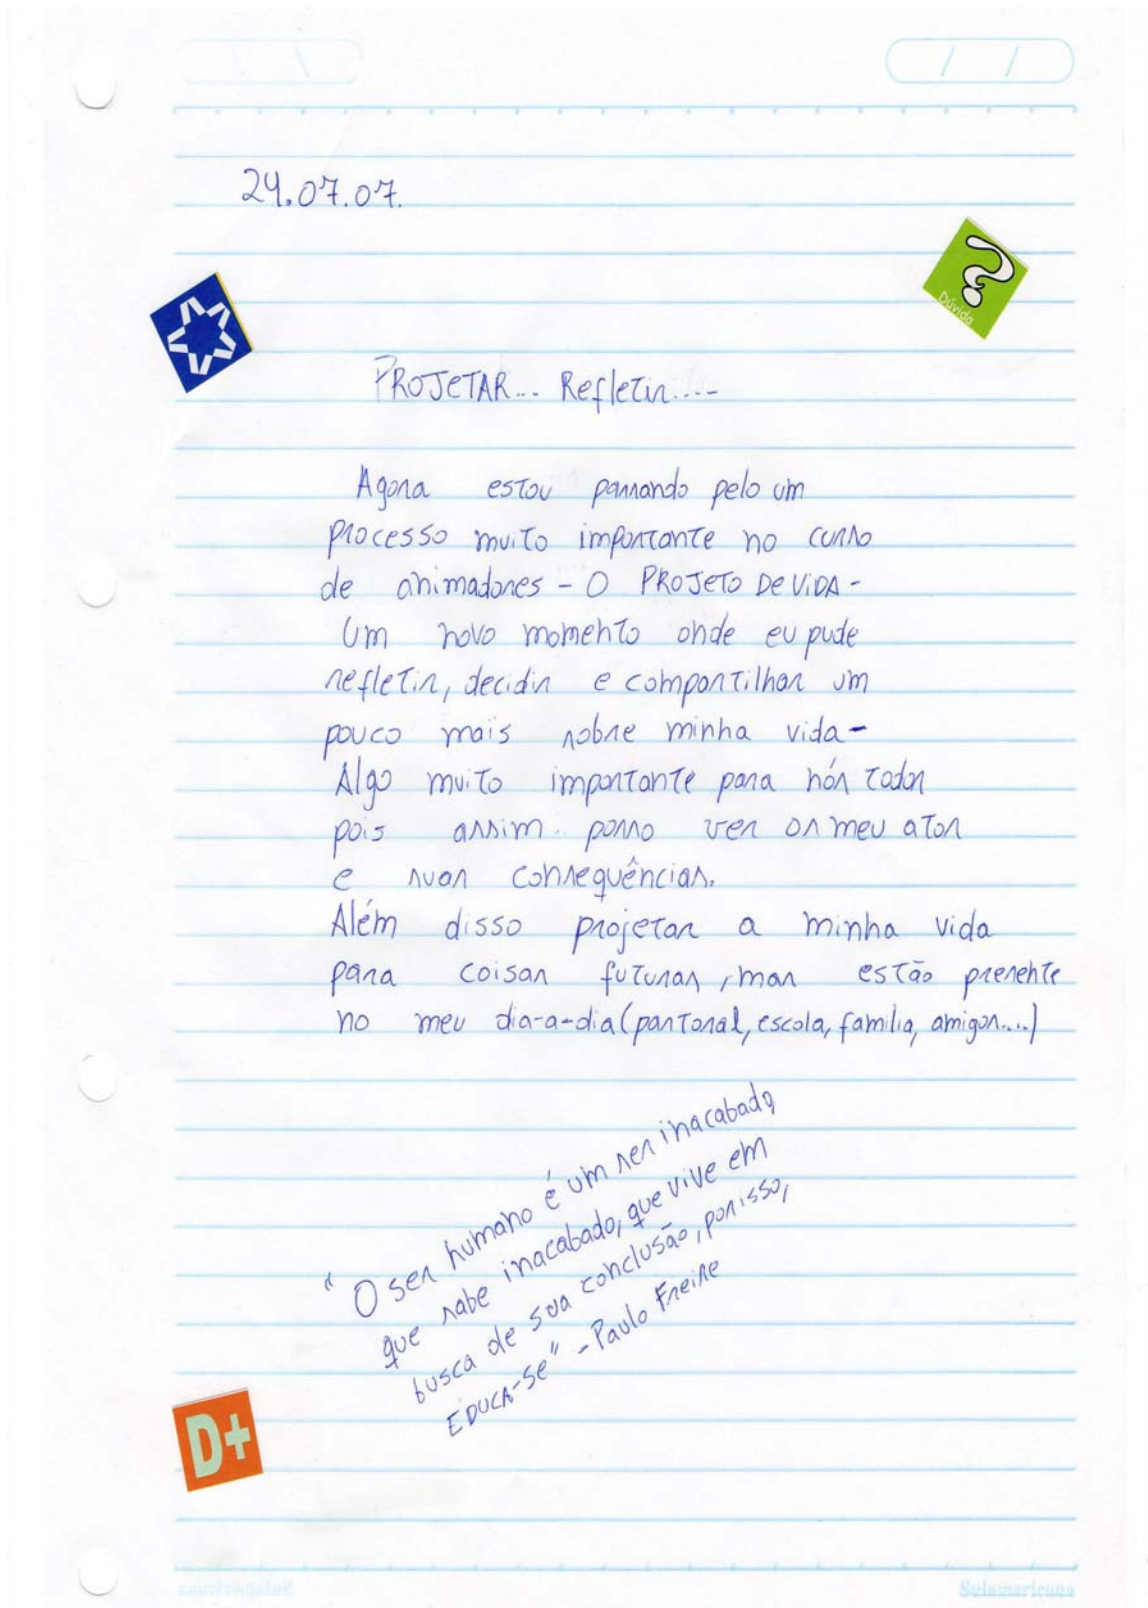 24.07.07.
Dúvida
PROJETAR... Refletir....
Agora estou passando pelo um
processo muito importante no curso
de animadores - O PROJETO DE VIDA -
Um novo momento onde eu pude
refletir, decidir e compartilhar um
pouco mais sobre minha vida -
Algo muito importante para nós todos
pois assim.. posso ver os meu atos
e suas consequências.
Além disso projetar a minha vida
para coisas futuras, mas estão presente
no meu dia-a-dia (pastoral, escola, familia, amigos....)
"O ser humano é um ser inacabado,
que sabe inacabado, que vive em
busca de sua conclusão, por isso,
EDUCA-se" - Paulo Freire
D+
Sulamericana